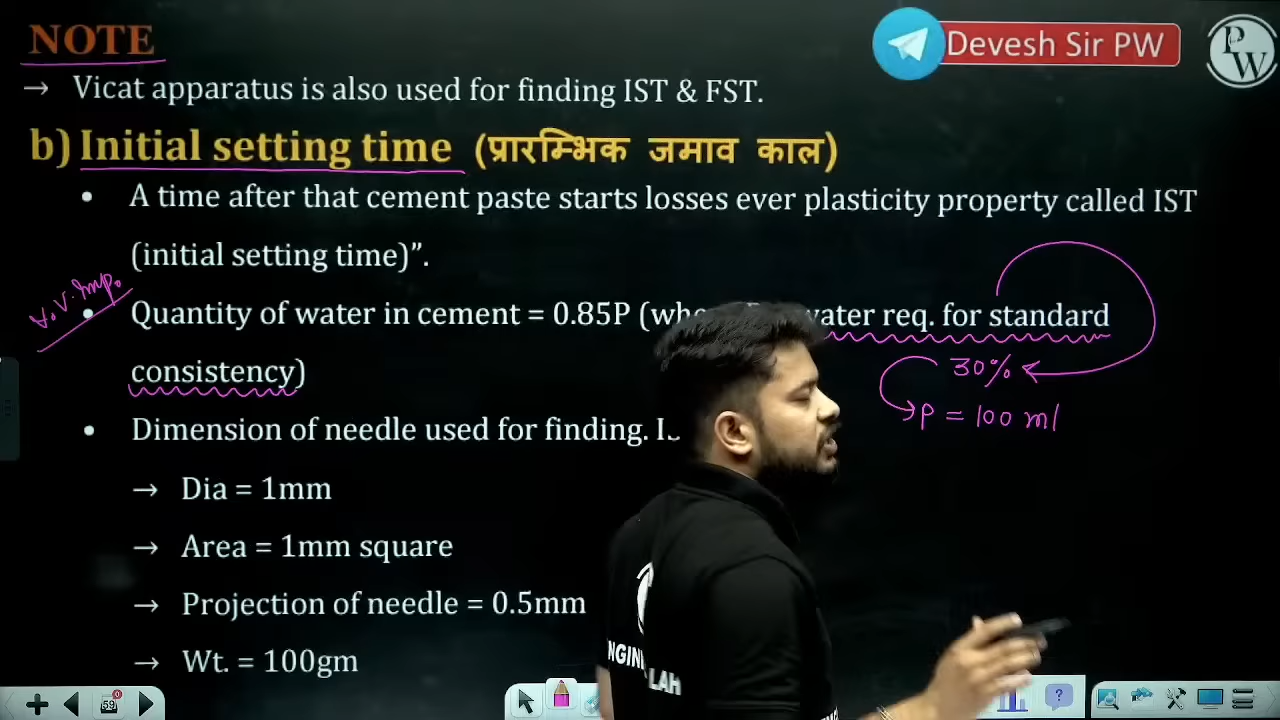 NOTE
Devesh Sir PW
PW
→ Vicat apparatus is also used for finding IST & FST.
b) Initial setting time (प्रारम्भिक जमाव काल)
• A time after that cement paste starts losses ever plasticity property called IST
(initial setting time)”.
V. V. Imp.
• Quantity of water in cement = 0.85P (whe water req. for standard
consistency)
30%
P = 100 ml
• Dimension of needle used for finding.
→ Dia = 1mm
→ Area = 1mm square
→ Projection of needle = 0.5mm
→ Wt. = 100gm
59